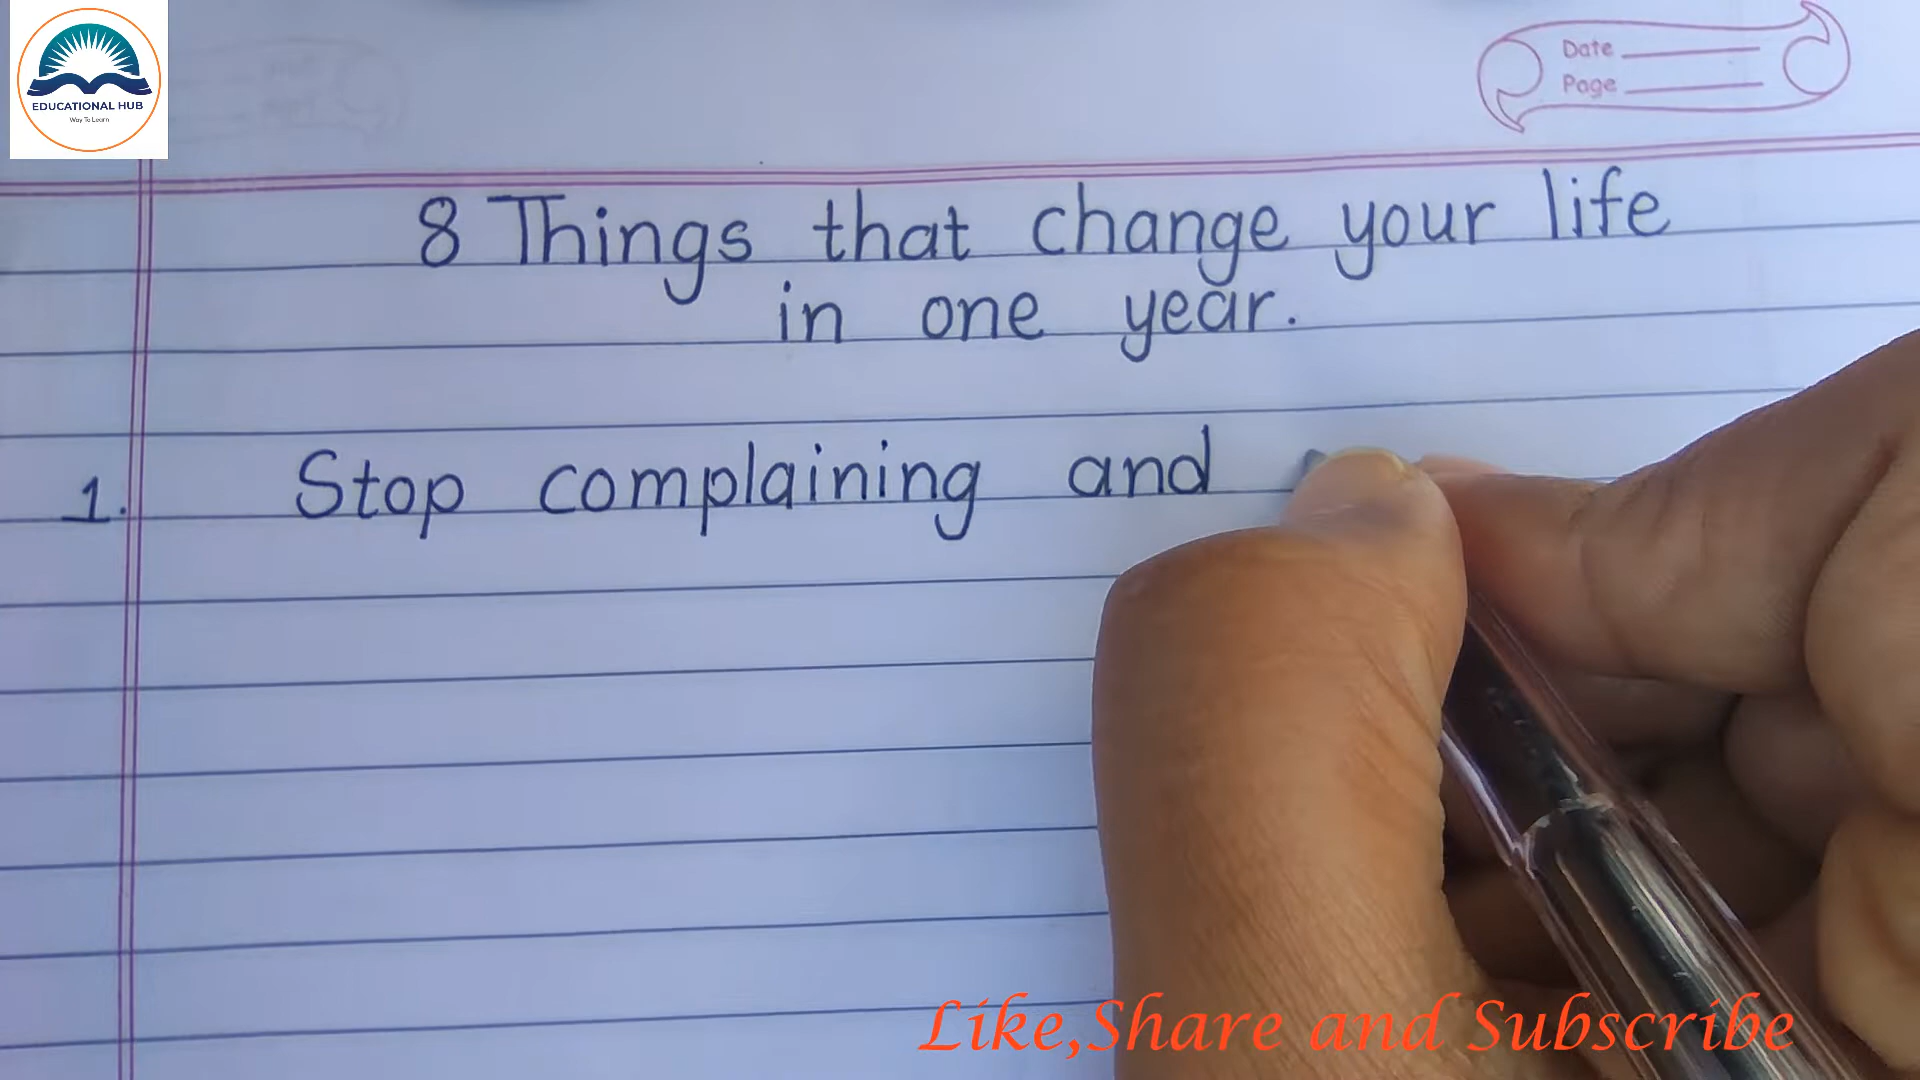 EDUCATIONAL HUB
Way To Learn
Date
Page
8 Things that change your life
in one year.
1. Stop complaining and
Like,Share and Subscribe